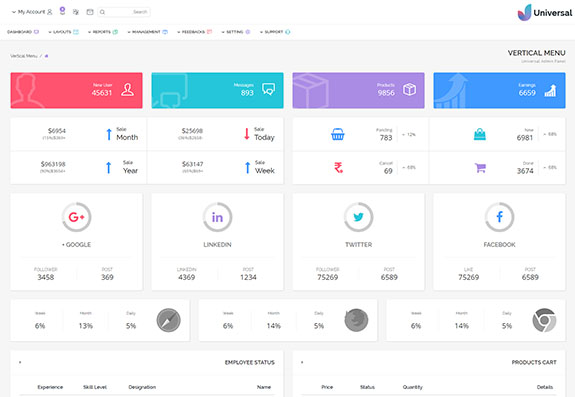 My Account
Search
Universal
DASHBOARD LAYOUTS REPORTS MANAGEMENT FEEDBACKS SETTING SUPPORT
VERTICAL MENU
Vertical Menu /
Universal Admin Panel
New User
45631
Messages
893
Products
9856
Earnings
6659
$6954
Sale
Month
$25698
Sale
Today
Pending
783
12%
New
6981
68%
$963198
Sale
Year
$63147
Sale
Week
Cancel
69
68%
Done
3674
68%
+ GOOGLE
LINKEDIN
TWITTER
FACEBOOK
FOLLOWER
3458
POST
369
LINKEDIN
4369
POST
1234
FOLLOWER
75269
POST
6589
LIKE
75269
POST
6589
Week
6%
Month
13%
Daily
5%
Week
6%
Month
14%
Daily
5%
Week
6%
Month
14%
Daily
5%
EMPLOYEE STATUS
PRODUCTS CART
Experience Skill Level Designation Name
Price Status Quantity Details